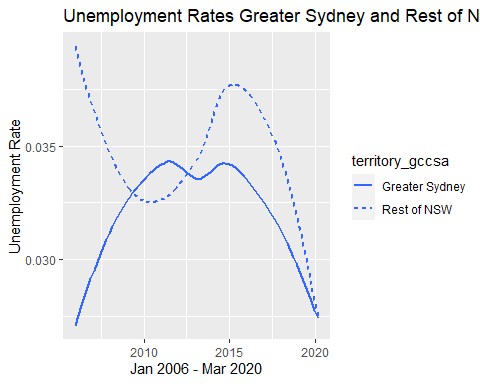 Unemployment Rates Greater Sydney and Rest of N
Unemployment Rate
0.035
0.030
2010
2015
2020
Jan 2006 - Mar 2020
territory_gccsa
Greater Sydney
Rest of NSW